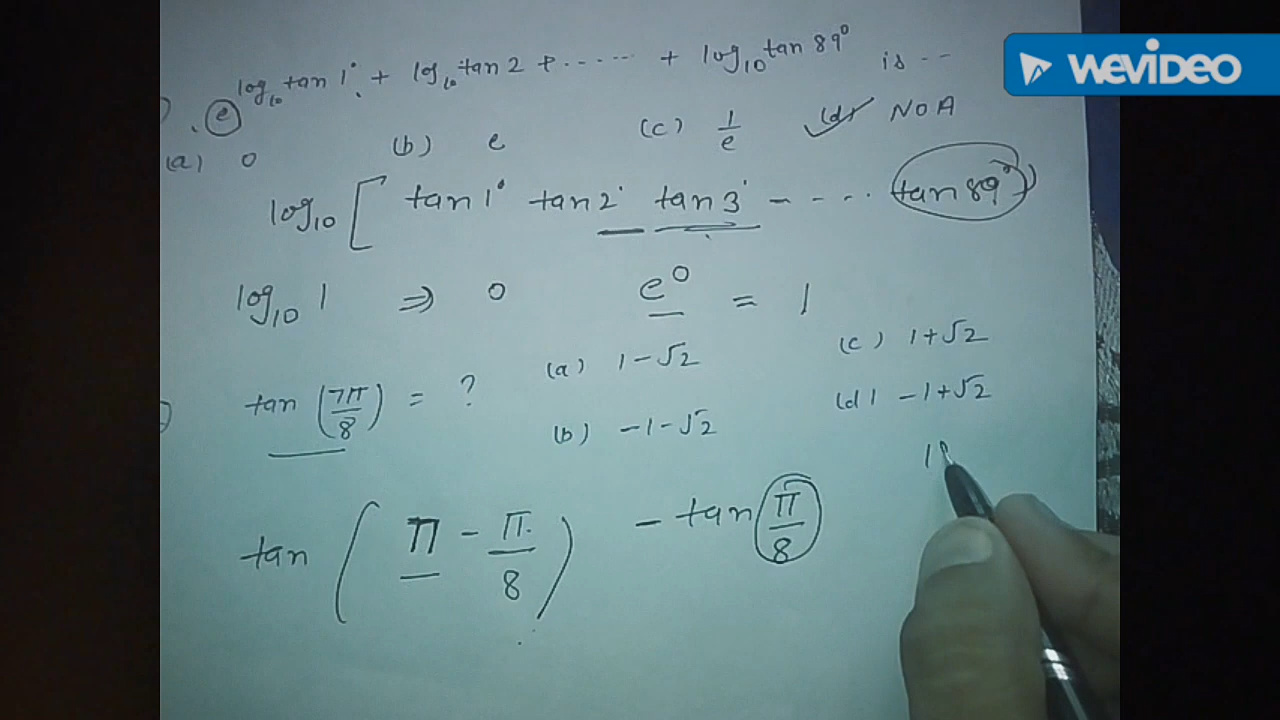 WEVIDEO
e log10 tan 1° + log10 tan 2 + ...... + log10 tan 89° is --
(a) 0 (b) e (c) 1/e (d) NOA
log10 [ tan 1° tan 2° tan 3° - - - . . tan 89° )
log10 1 ⇒ 0 e^0 = 1
tan (7π/8) = ? (a) 1-√2 (c) 1+√2
(b) -1-√2 (d) -1+√2
tan ( π - π/8 ) - tan (π/8)